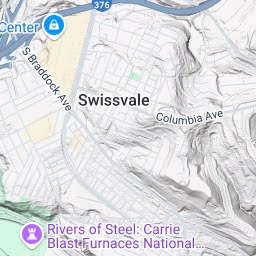 376
Center
S Braddock Ave
Swissvale
Columbia Ave
Rivers of Steel: Carrie
Blast Furnaces National...